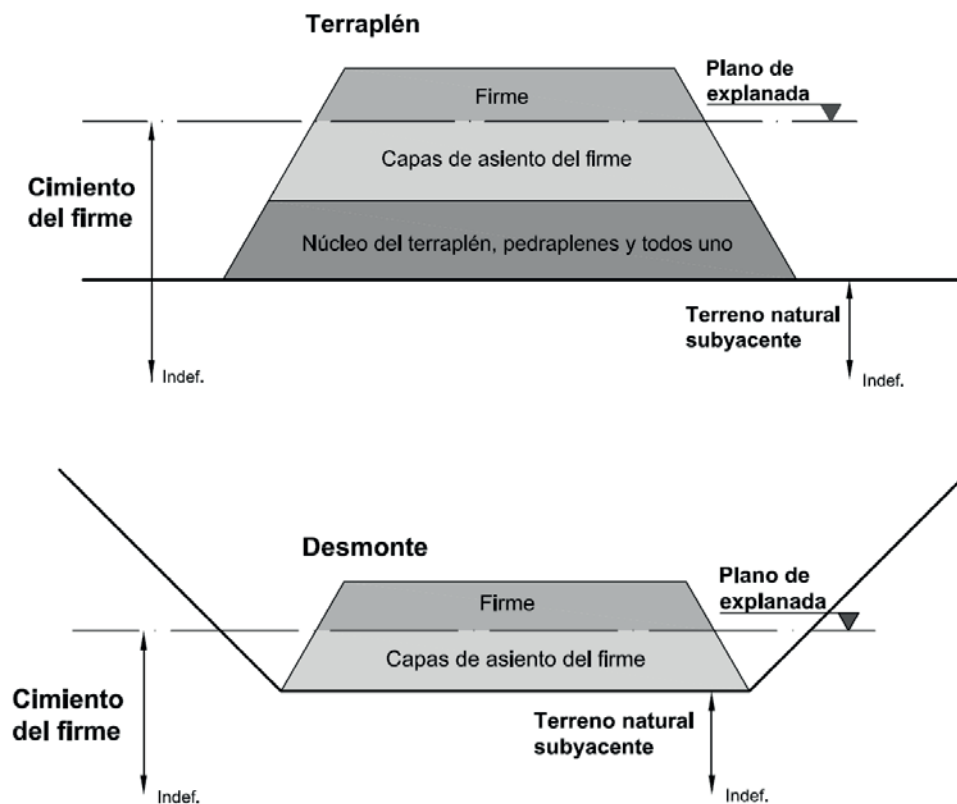 Terraplén
Firme
Plano de
explanada
Capas de asiento del firme
Cimiento
del firme
Núcleo del terraplén, pedraplenes y todos uno
Terreno natural
subyacente
Indef.
Indef.
Desmonte
Firme
Plano de
explanada
Capas de asiento del firme
Cimiento
del firme
Terreno natural
subyacente
Indef.
Indef.